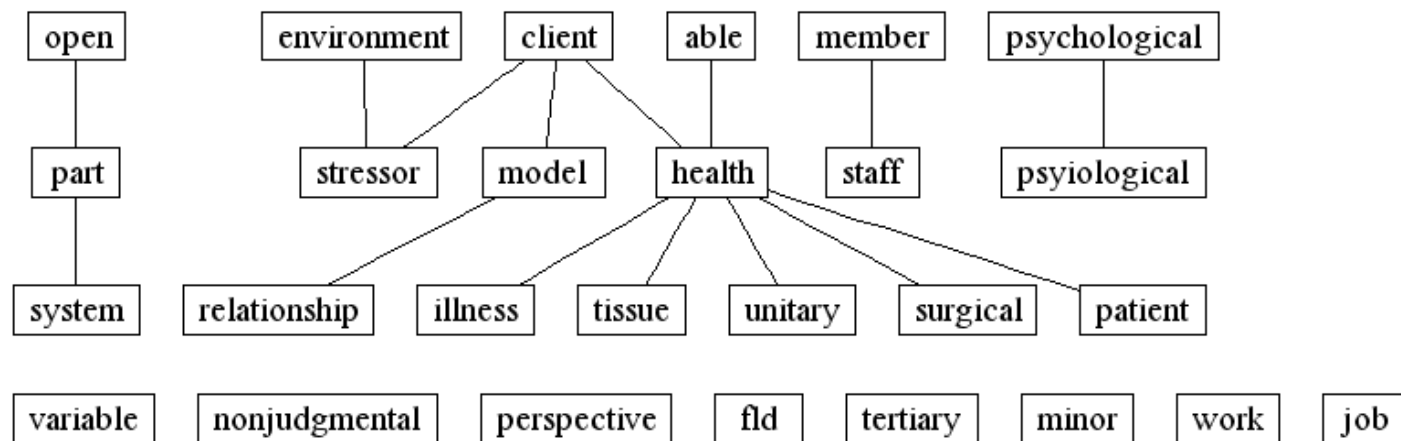 open environment client able member psychological
part stressor model health staff psyiological
system relationship illness tissue unitary surgical patient
variable nonjudgmental perspective fld tertiary minor work job